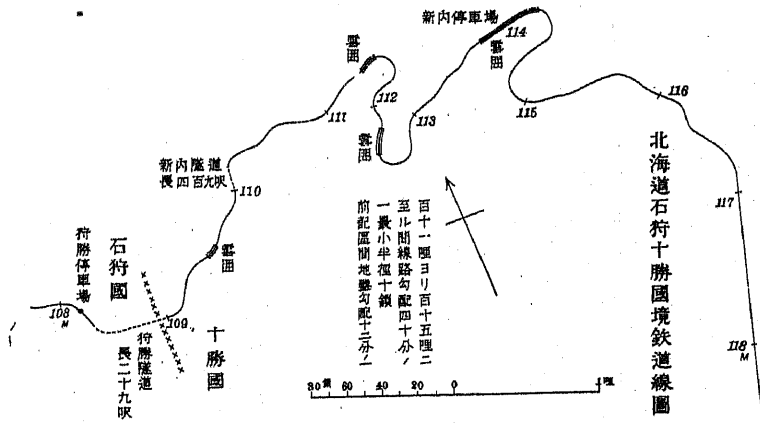 北海道石狩十勝國境鉄道線圖
新内停車場
114
雪囲
116
115
117
118
M
雪囲
112
111
113
雪囲
新内隧道
長四百九呎
110
雪囲
109
石狩國
十勝國
狩勝停車場
108
M
狩勝隧道
長二十九呎
百十一哩ヨリ百十五哩ニ
至ル間線路勾配四十分ノ
一最小半徑十鎖
前記區間地勢勾配十二分ノ一
80 鎖 60 40 20 0 1哩